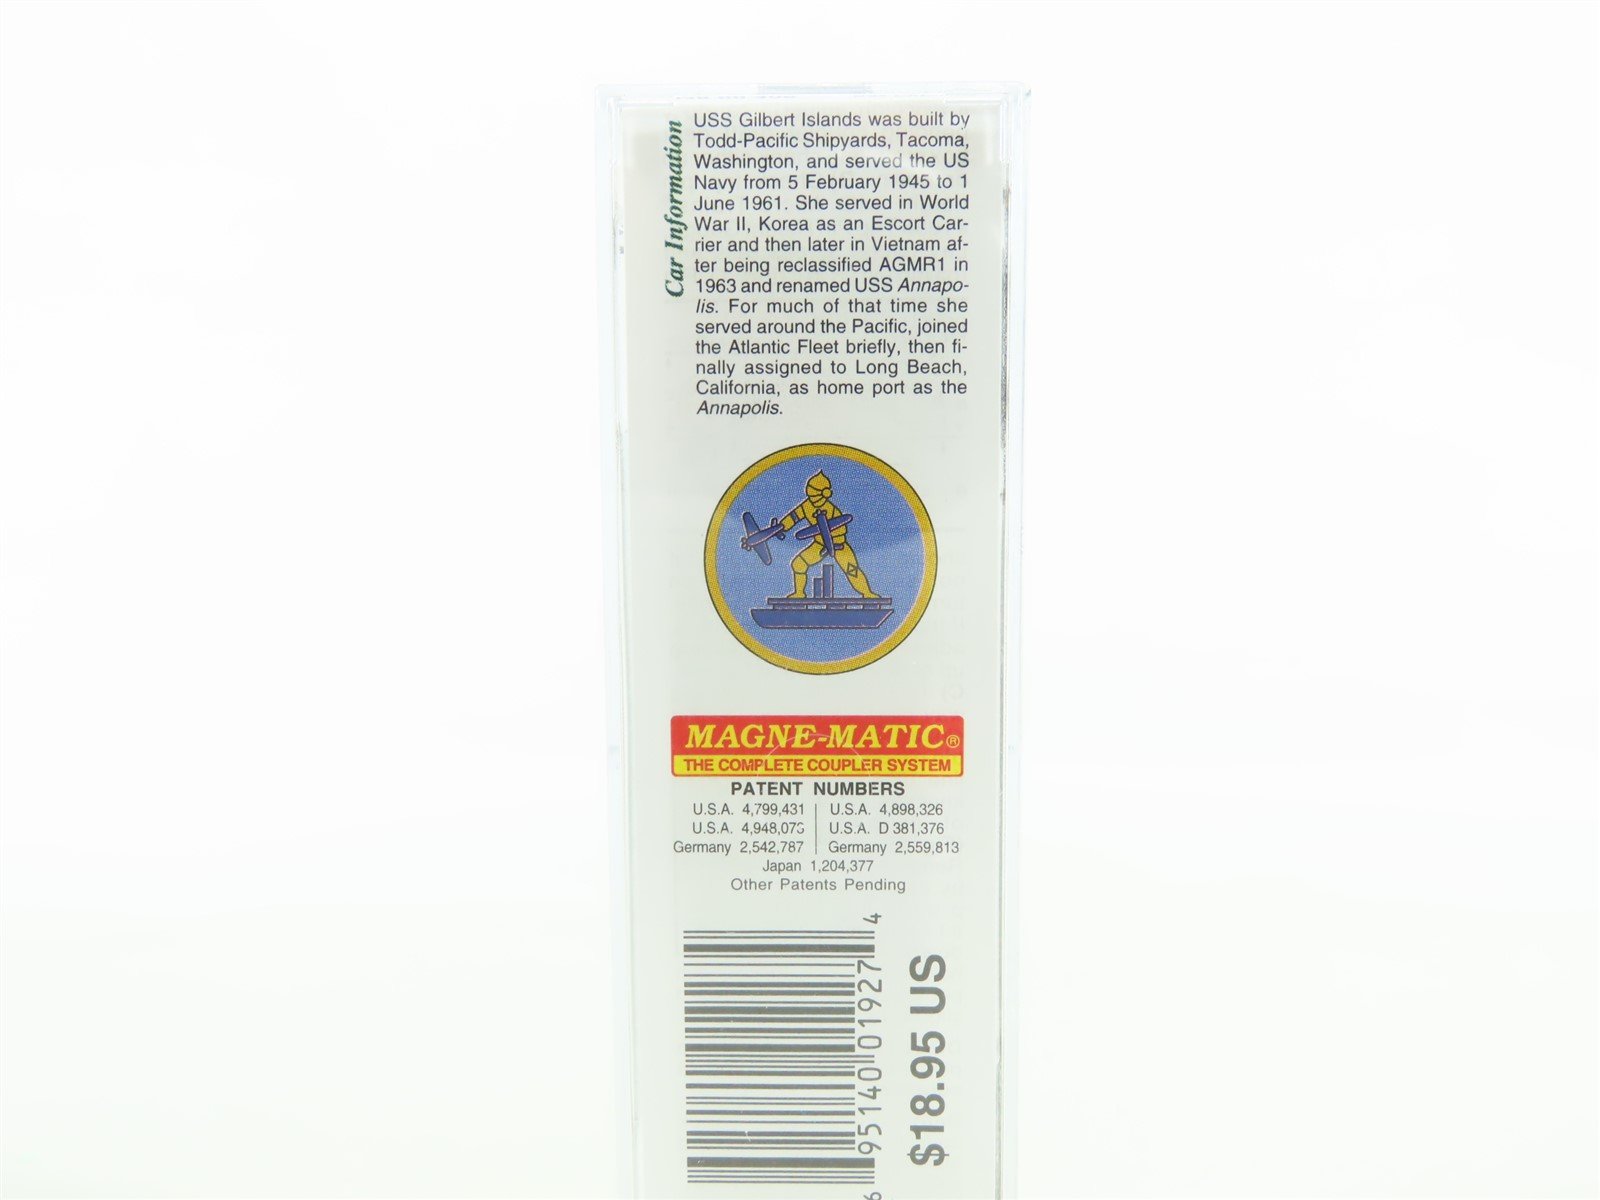 Car Information
USS Gilbert Islands was built by
Todd-Pacific Shipyards, Tacoma,
Washington, and served the US
Navy from 5 February 1945 to 1
June 1961. She served in World
War II, Korea as an Escort Car-
rier and then later in Vietnam af-
ter being reclassified AGMR1 in
1963 and renamed USS Annapo-
lis. For much of that time she
served around the Pacific, joined
the Atlantic Fleet briefly, then fi-
nally assigned to Long Beach,
California, as home port as the
Annapolis.
MAGNE-MATIC®
THE COMPLETE COUPLER SYSTEM
PATENT NUMBERS
U.S.A. 4,799,431 | U.S.A. 4,898,326
U.S.A. | U.S.A. D 381,376
Germany 2,542,787 | Germany 2,559,813
Japan 1,204,377
Other Patents Pending
6 95140 01927 4
$18.95 US